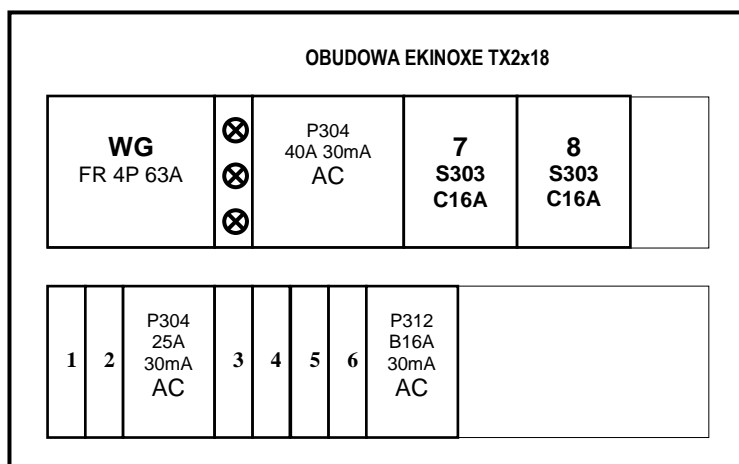 OBUDOWA EKINOXE TX2x18
WG
FR 4P 63A
P304
40A 30mA
AC
7
S303
C16A
8
S303
C16A
1
2
P304
25A
30mA
AC
3
4
5
6
P312
B16A
30mA
AC